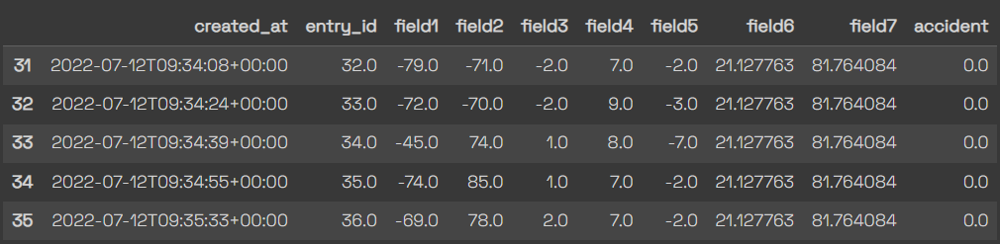 created_at entry_id field1 field2 field3 field4 field5 field6 field7 accident
31 2022-07-12T09:34:08+00:00 32.0 -79.0 -71.0 -2.0 7.0 -2.0 21.127763 81.764084 0.0
32 2022-07-12T09:34:24+00:00 33.0 -72.0 -70.0 -2.0 9.0 -3.0 21.127763 81.764084 0.0
33 2022-07-12T09:34:39+00:00 34.0 -45.0 74.0 1.0 8.0 -7.0 21.127763 81.764084 0.0
34 2022-07-12T09:34:55+00:00 35.0 -74.0 85.0 1.0 7.0 -2.0 21.127763 81.764084 0.0
35 2022-07-12T09:35:33+00:00 36.0 -69.0 78.0 2.0 7.0 -2.0 21.127763 81.764084 0.0